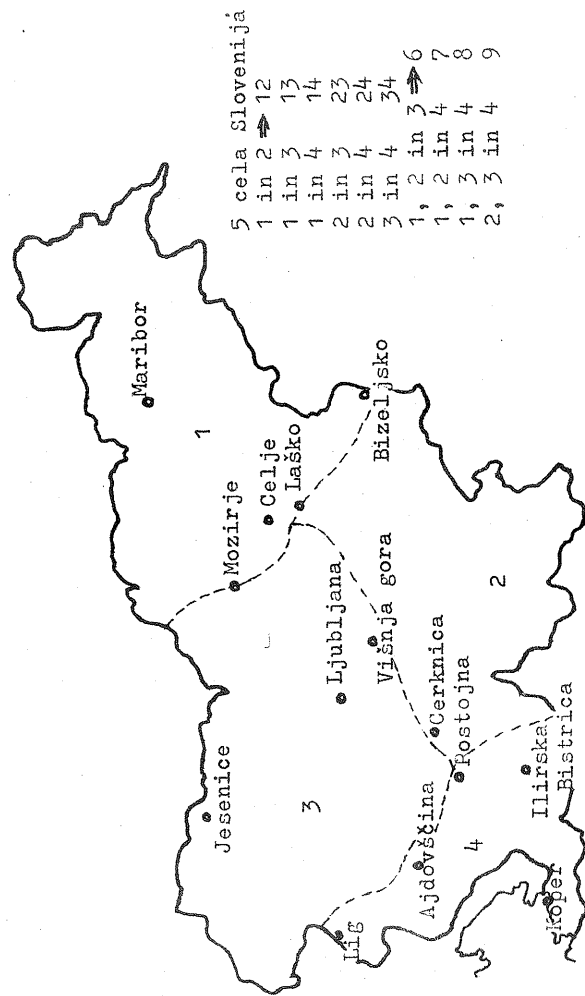 5 cela Slovenija
1 in 2 → 12
1 in 3 13
1 in 4 14
2 in 3 23
2 in 4 24
3 in 4 34
1, 2 in 3 → 6
1, 2 in 4 7
1, 3 in 4 8
2, 3 in 4 9
Maribor
1
Mozirje
Celje
Laško
Bizeljsko
Jesenice
3
Ljubljana
Višnja gora
2
Cerknica
Postojna
Ajdovščina
4
Lig
Ilirska
Bistrica
Koper